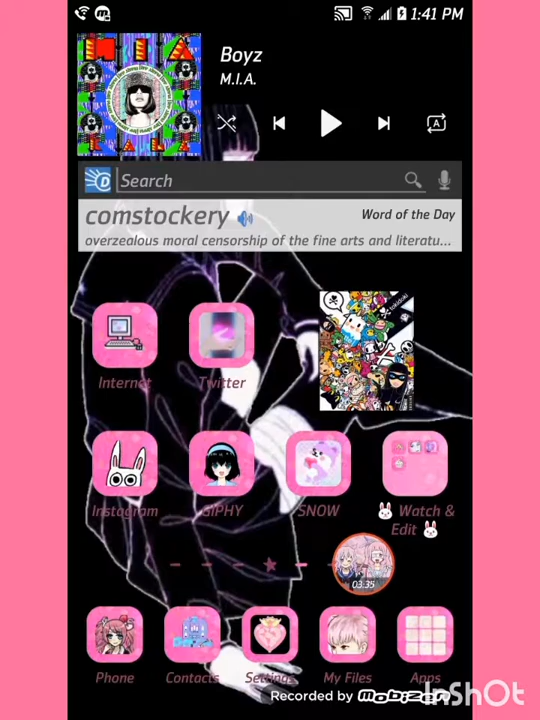 1:41 PM
Boyz
M.I.A.
Search
comstockery
Word of the Day
overzealous moral censorship of the fine arts and literatu...
Internet
Twitter
tokidoki
Instagram
GIPHY
SNOW
Watch &
Edit
03:35
Phone
Contacts
Settings
My Files
Apps
Recorded by mobizen
InShOt